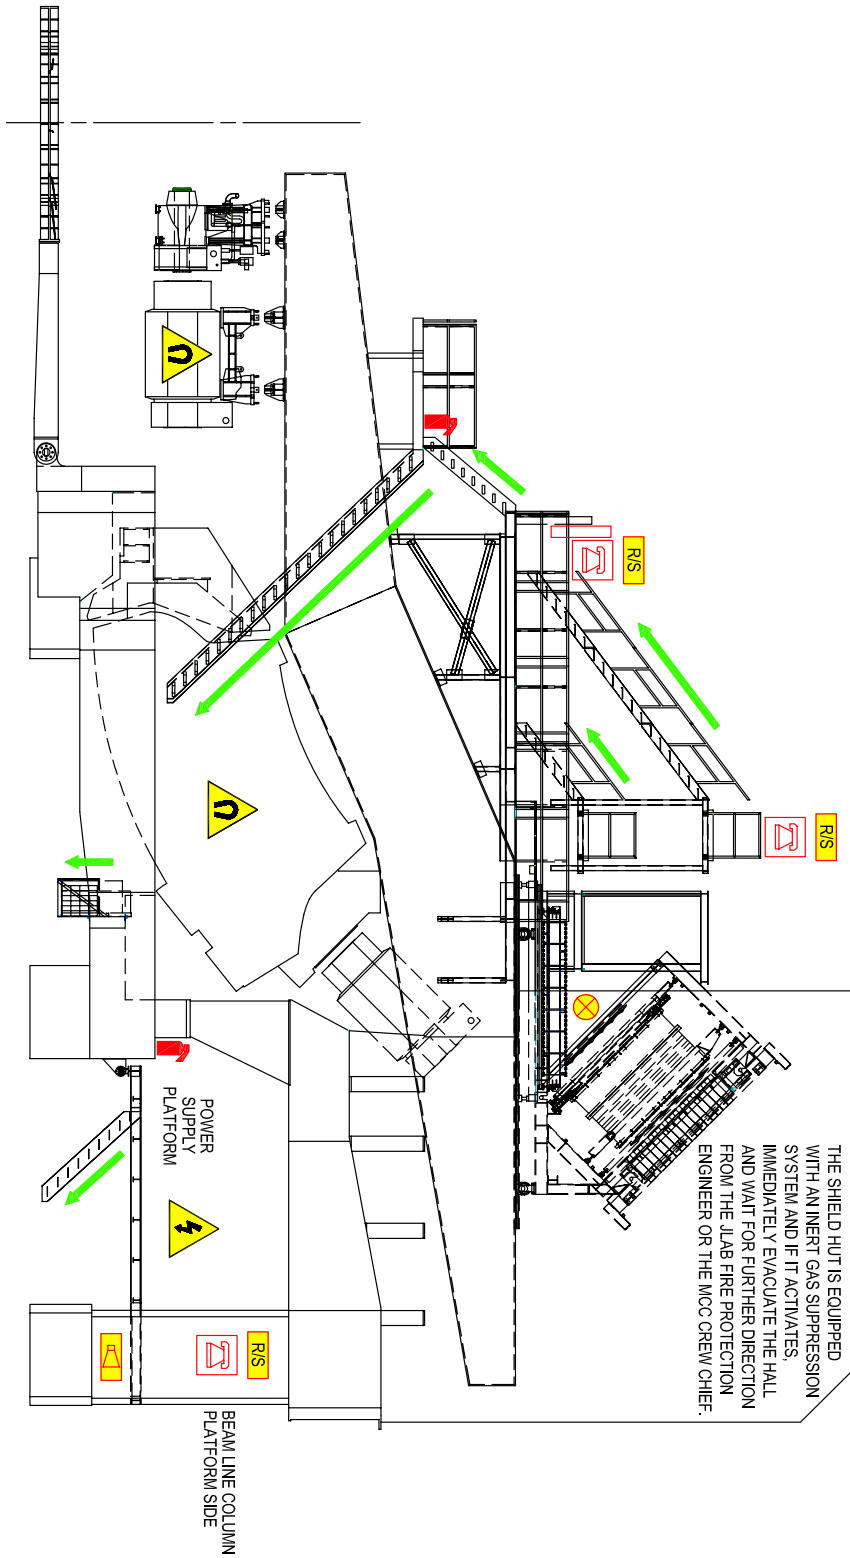 THE SHIELD HUT IS EQUIPPED
WITH AN INERT GAS SUPPRESSION
SYSTEM AND IF IT ACTIVATES,
IMMEDIATELY EVACUATE THE HALL
AND WAIT FOR FURTHER DIRECTION
FROM THE JLAB FIRE PROTECTION
ENGINEER OR THE MCC CREW CHIEF.
R/S
R/S
R/S
POWER
SUPPLY
PLATFORM
BEAM LINE COLUMN
PLATFORM SIDE